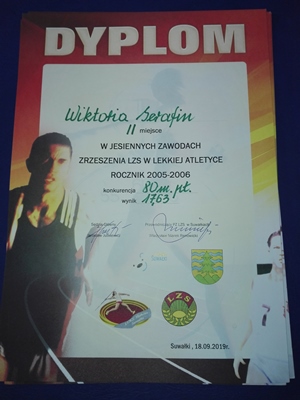 DYPLOM
Wiktoria Serafin
II miejsce
W JESIENNYCH ZAWODACH
ZRZESZENIA LZS W LEKKIEJ ATLETYCE
ROCZNIK 2005-2006
konkurencja 80m. pł.
wynik 17,63
LZS
Suwałki, 18.09.2019r.